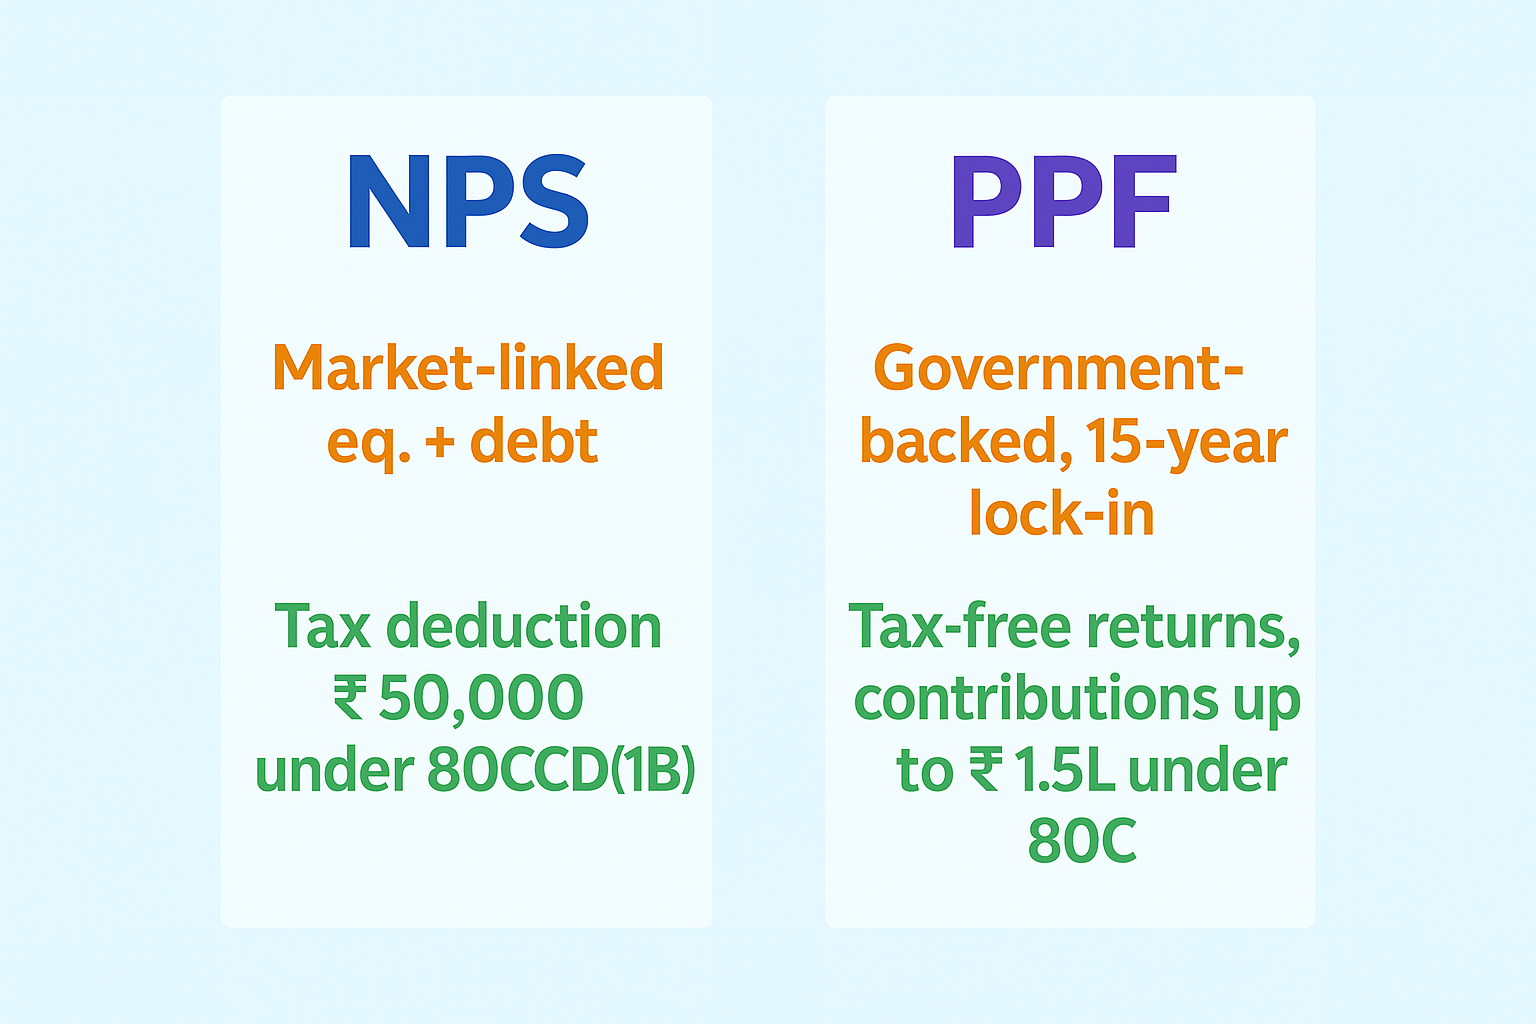 NPS
Market-linked
eq. + debt
Tax deduction
₹ 50,000
under 80CCD(1B)
PPF
Government-
backed, 15-year
lock-in
Tax-free returns,
contributions up
to ₹ 1.5L under
80C